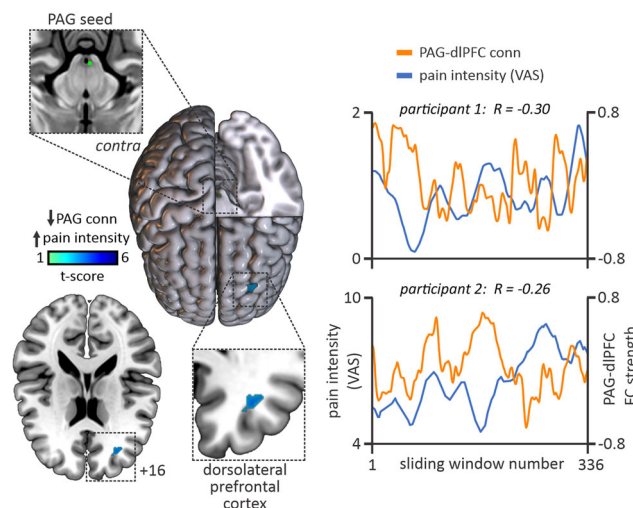 PAG seed
contra
↓ PAG conn
↑ pain intensity
1 6
t-score
+16
dorsolateral
prefrontal
cortex
PAG-dlPFC conn
pain intensity (VAS)
participant 1: R = -0.30
2
0
0.8
-0.8
participant 2: R = -0.26
10
4
pain intensity
(VAS)
0.8
-0.8
PAG-dlPFC
FC strength
1 sliding window number 336